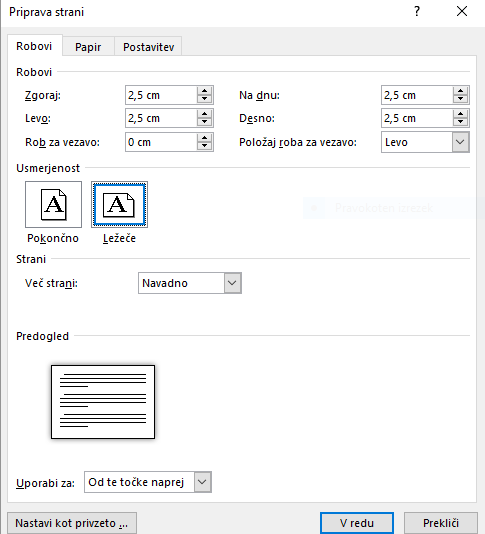 Priprava strani ? ×
Robovi Papir Postavitev
Robovi
Zgoraj: 2,5 cm Na dnu: 2,5 cm
Levo: 2,5 cm Desno: 2,5 cm
Rob za vezavo: 0 cm Položaj roba za vezavo: Levo
Usmerjenost
A A
Pravokoten izrezek
Pokončno Ležeče
Strani
Več strani: Navadno
Predogled
Uporabi za: Od te točke naprej
Nastavi kot privzeto ... V redu Prekliči